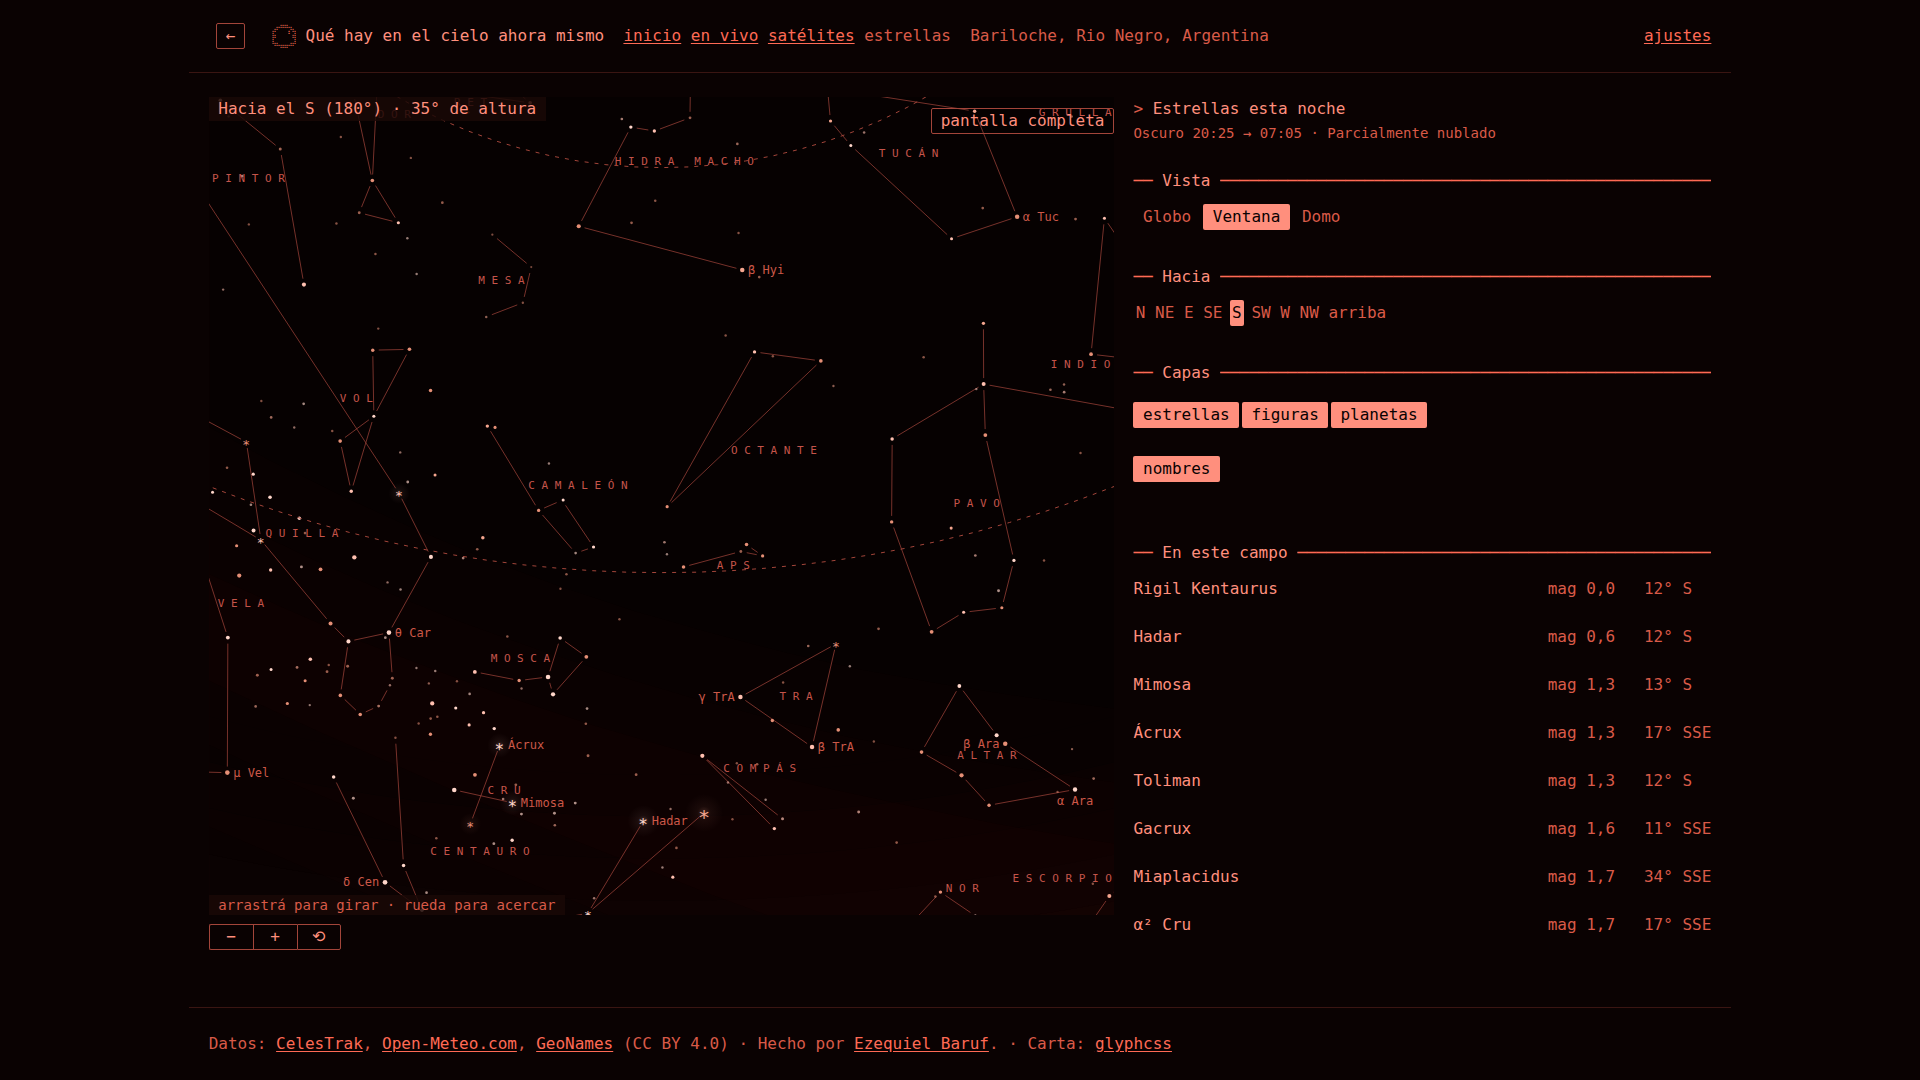 ← Qué hay en el cielo ahora mismo inicio en vivo satélites estrellas Bariloche, Rio Negro, Argentina ajustes
Hacia el S (180°) · 35° de altura
pantalla completa
HIDRA MACHO
TUCÁN
PINTOR
α Tuc
β Hyi
MESA
INDIO
VOL
OCTANTE
CAMALEÓN
PAVO
QUILLA
APS
VELA
θ Car
MOSCA
γ TrA
TRA
Ácrux
β TrA
β Ara
ALTAR
μ Vel
COMPÁS
CRU
Mimosa
α Ara
Hadar
CENTAURO
δ Cen
ESCORPIO
NOR
arrastrá para girar · rueda para acercar
− + ⟲
> Estrellas esta noche
Oscuro 20:25 → 07:05 · Parcialmente nublado
Vista
Globo Ventana Domo
Hacia
N NE E SE S SW W NW arriba
Capas
estrellas figuras planetas
nombres
En este campo
Rigil Kentaurus mag 0,0 12° S
Hadar mag 0,6 12° S
Mimosa mag 1,3 13° S
Ácrux mag 1,3 17° SSE
Toliman mag 1,3 12° S
Gacrux mag 1,6 11° SSE
Miaplacidus mag 1,7 34° SSE
α² Cru mag 1,7 17° SSE
Datos: CelesTrak, Open-Meteo.com, GeoNames (CC BY 4.0) · Hecho por Ezequiel Baruf. · Carta: glyphcss